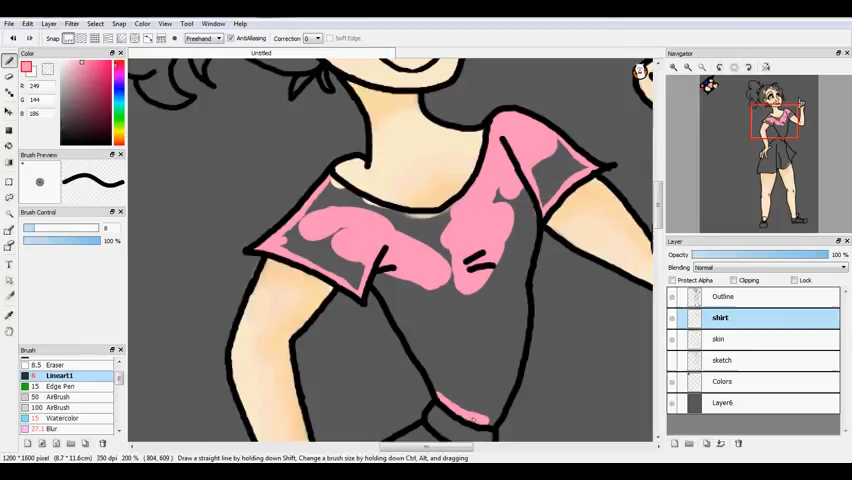 File Edit Layer Filter Select Snap Color View Tool Window Help
Snap Freehand AntiAliasing Correction 0 Soft Edge
Color
Untitled
Navigator
R 249
G 144
B 186
Brush Preview
Brush Control
8
100 %
Layer
Opacity 100 %
Blending Normal
Protect Alpha Clipping Lock
Outline
shirt
skin
sketch
Colors
Layer6
Brush
8.5 Eraser
8 Lineart1
15 Edge Pen
50 AirBrush
100 AirBrush
15 Watercolor
27.1 Blur
1200 * 1600 pixel (8.7 * 11.6cm) 350 dpi 200 % ( 804, 609 ) Draw a straight line by holding down Shift, Change a brush size by holding down Ctrl, Alt, and dragging